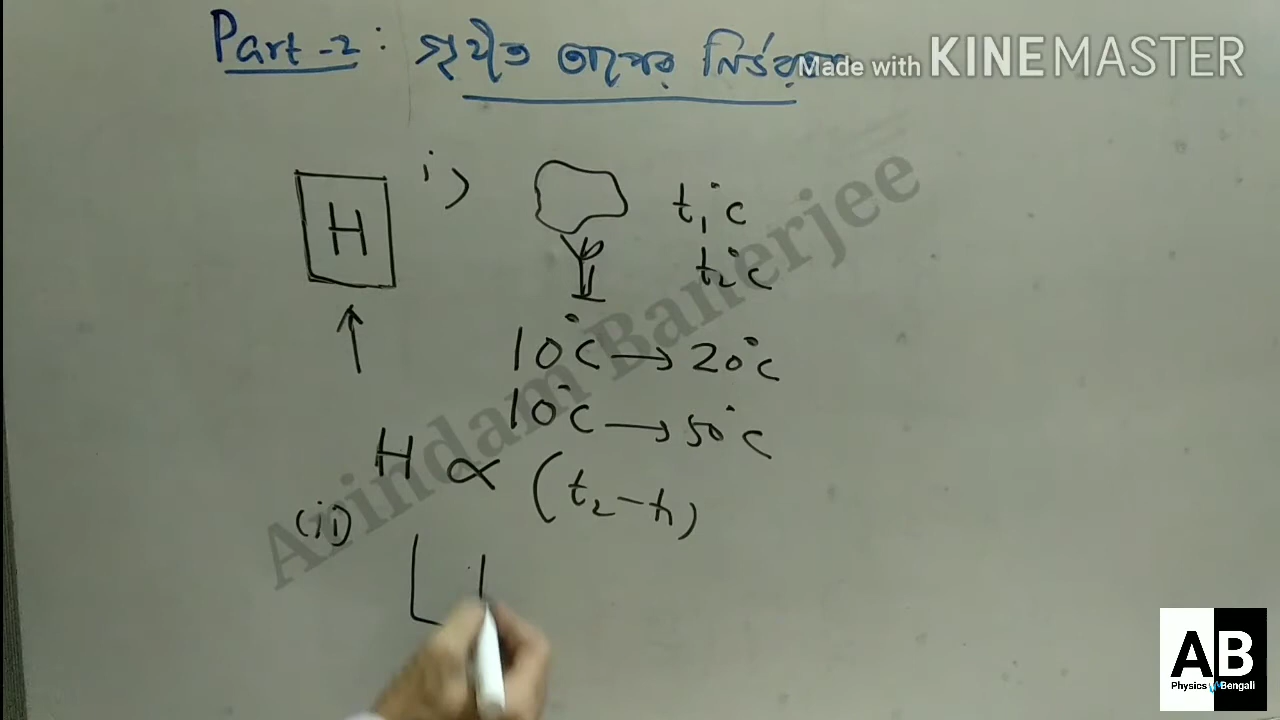 Part-2: গৃহীত তাপের নির্ভরতা
Made with KINEMASTER
H
i)
t₁°C
t₂°C
10°C → 20°C
10°C → 50°C
H ∝ (t₂ - t₁)
(ii)
Arindam Banerjee
AB
Physics in Bengali